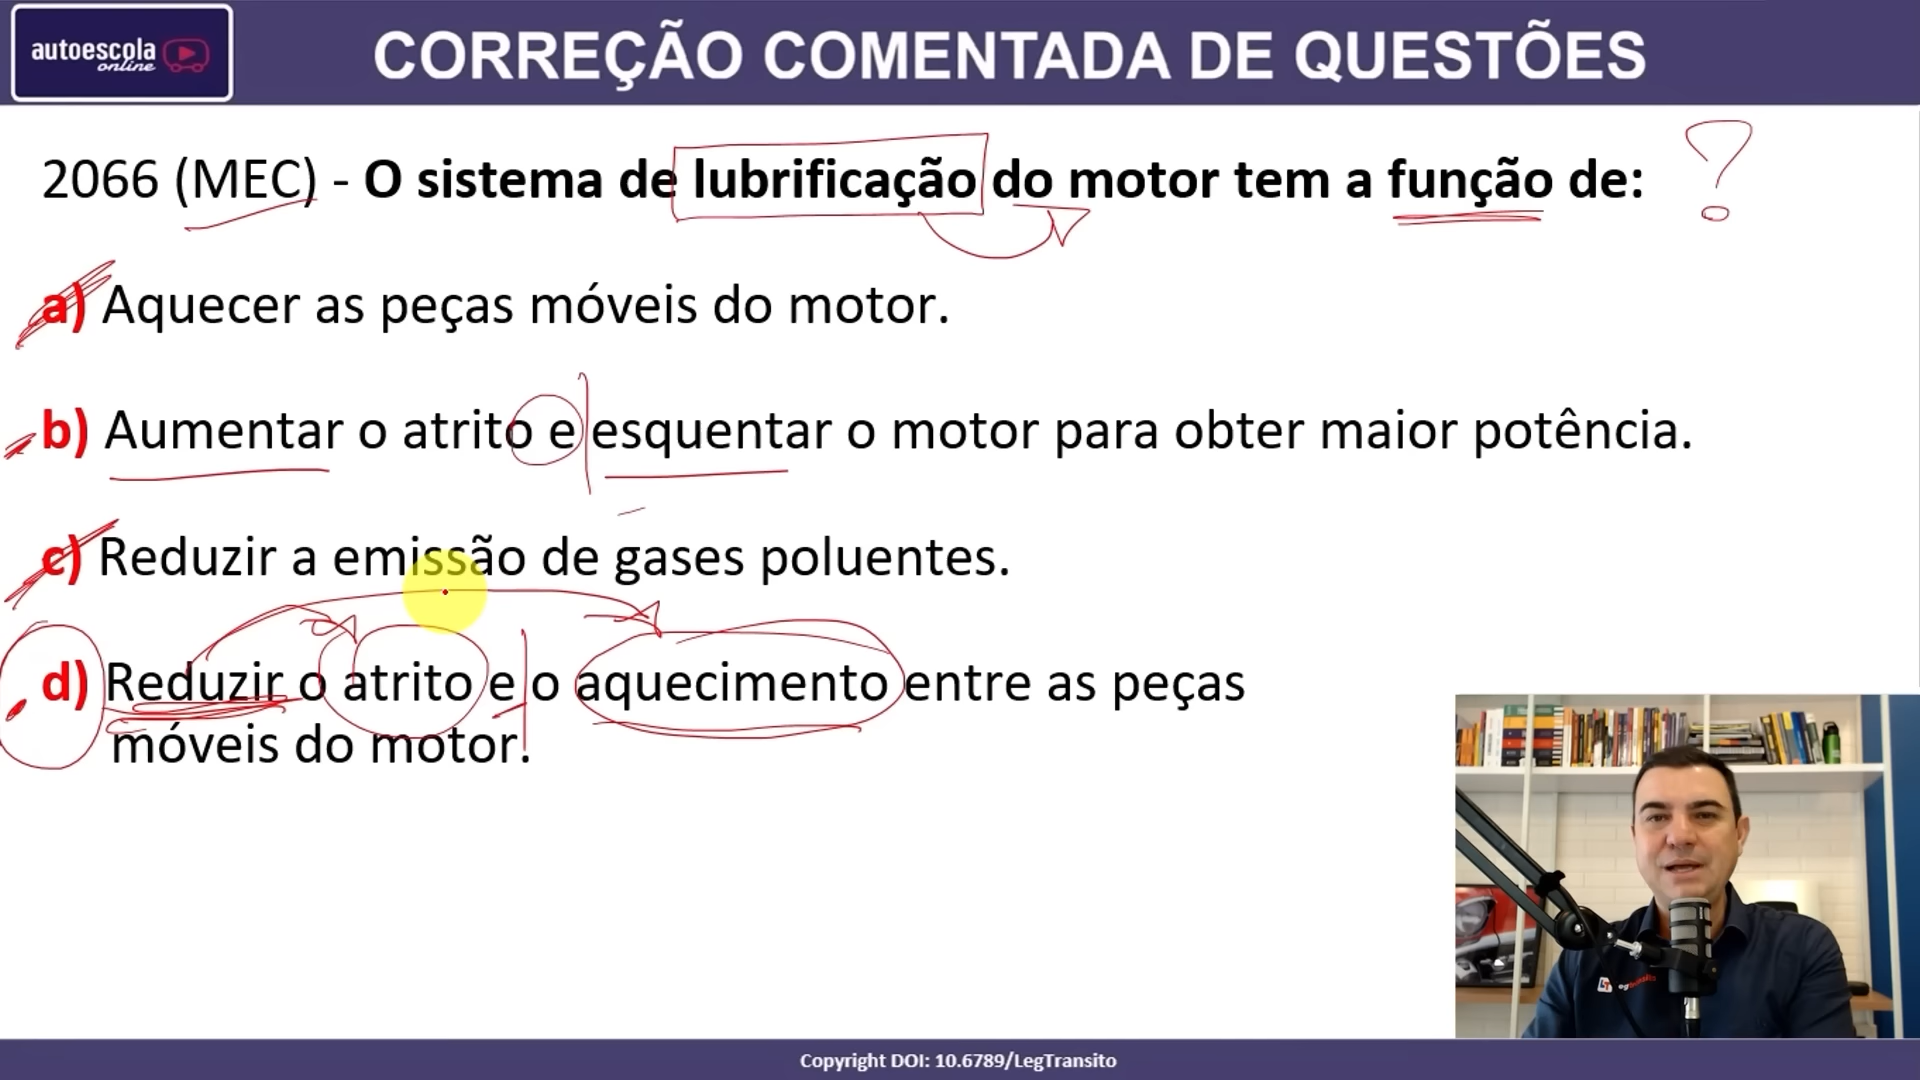 autoescola
online
CORREÇÃO COMENTADA DE QUESTÕES
2066 (MEC) - O sistema de lubrificação do motor tem a função de: ?
a) Aquecer as peças móveis do motor.
b) Aumentar o atrito e esquentar o motor para obter maior potência.
c) Reduzir a emissão de gases poluentes.
d) Reduzir o atrito e o aquecimento entre as peças
móveis do motor.
Copyright DOI: 10.6789/LegTransito